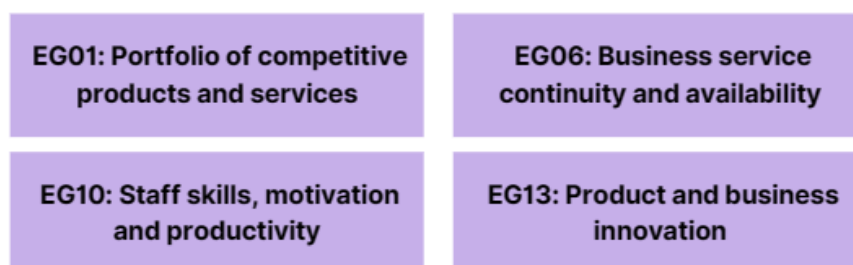 EG01: Portfolio of competitive
products and services
EG06: Business service
continuity and availability
EG10: Staff skills, motivation
and productivity
EG13: Product and business
innovation